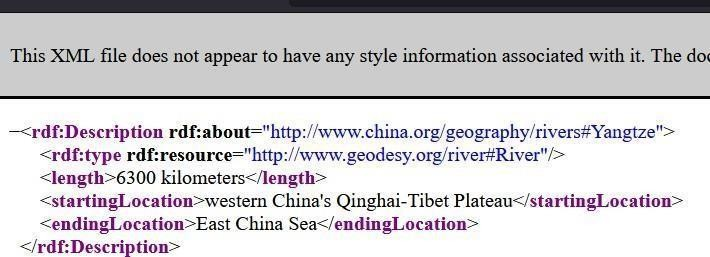 This XML file does not appear to have any style information associated with it. The
−<rdf:Description rdf:about="http://www.china.org/geography/rivers#Yangtze">
<rdf:type rdf:resource="http://www.geodesy.org/river#River"/>
<length>6300 kilometers</length>
<startingLocation>western China's Qinghai-Tibet Plateau</startingLocation>
<endingLocation>East China Sea</endingLocation>
</rdf:Description>